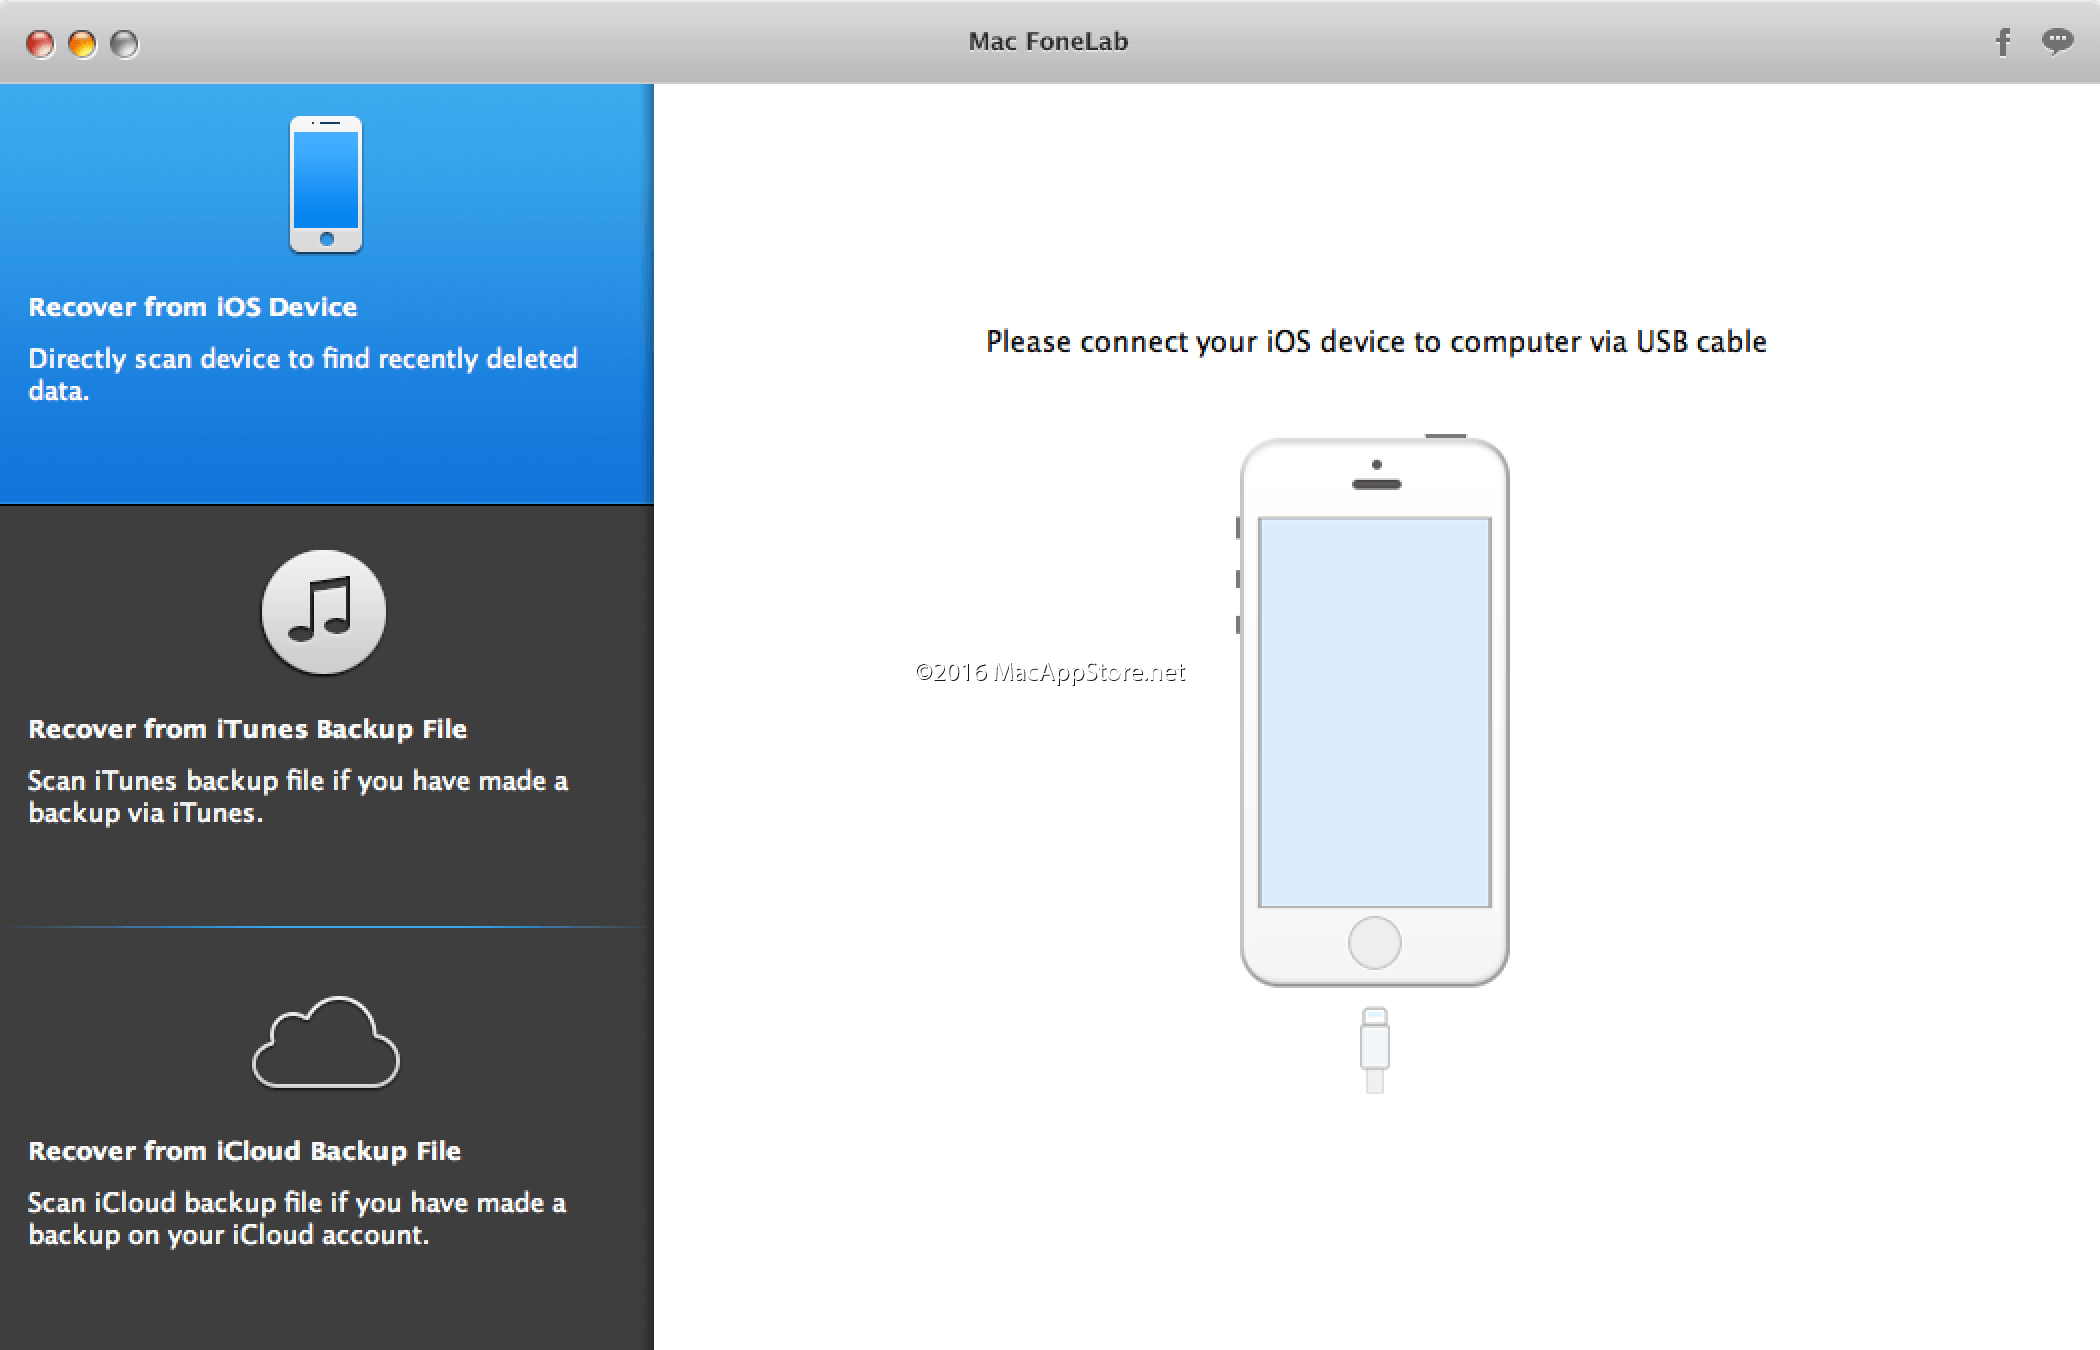 Mac FoneLab
Recover from iOS Device
Directly scan device to find recently deleted
data.
Recover from iTunes Backup File
Scan iTunes backup file if you have made a
backup via iTunes.
Recover from iCloud Backup File
Scan iCloud backup file if you have made a
backup on your iCloud account.
Please connect your iOS device to computer via USB cable
©2016 MacAppStore.net